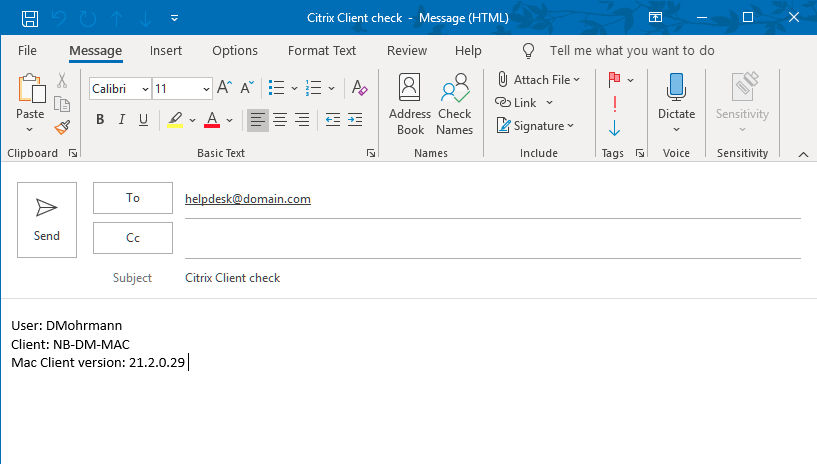 Citrix Client check - Message (HTML)
File Message Insert Options Format Text Review Help Tell me what you want to do
Paste
Calibri 11
B I U A
Address Book
Check Names
Attach File
Link
Signature
Dictate
Sensitivity
Clipboard Basic Text Names Include Tags Voice Sensitivity
Send
To helpdesk@domain.com
Cc
Subject Citrix Client check
User: DMohrmann
Client: NB-DM-MAC
Mac Client version: 21.2.0.29